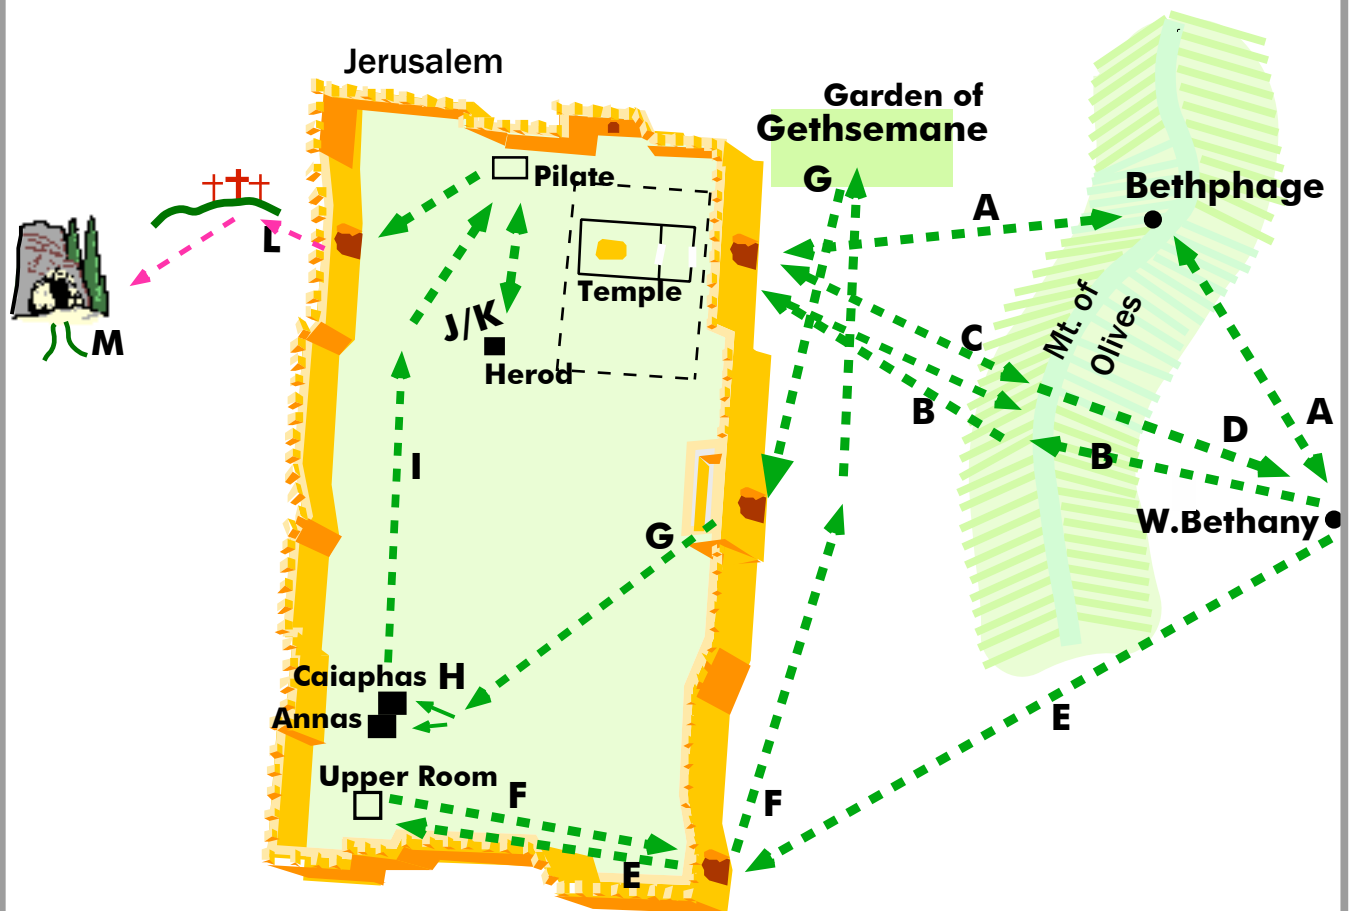 Jerusalem
Garden of
Gethsemane
Pilate
G
Bethphage
A
L
Temple
J/K
Mt. of
Olives
M
C
Herod
B
A
D
B
I
W.Bethany
G
Caiaphas
H
Annas
E
Upper Room
F
F
E